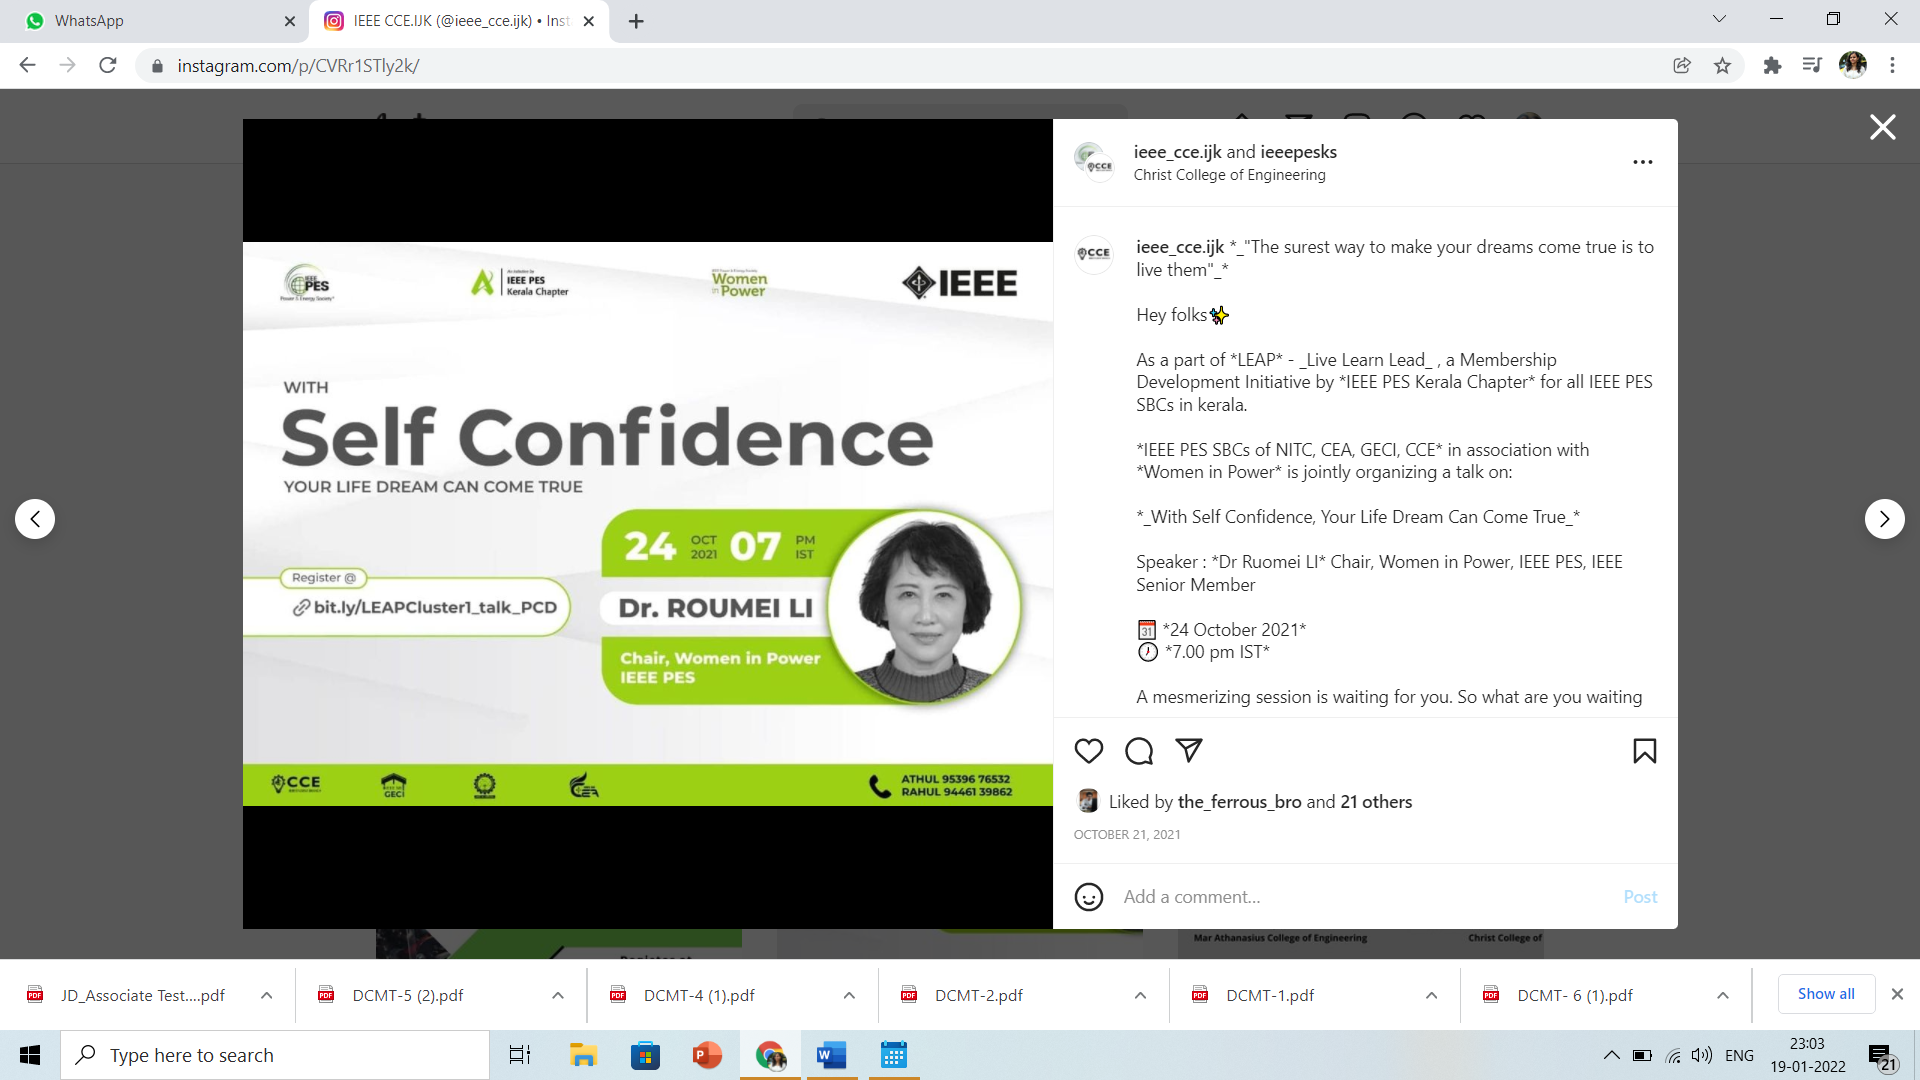 WhatsApp
IEEE CCE.IJK (@ieee_cce.ijk) • Inst
instagram.com/p/CVRr1STly2k/
IEEE
PES
Power & Energy Society
An initiative by
IEEE PES
Kerala Chapter
Women
in Power
IEEE
WITH
Self Confidence
YOUR LIFE DREAM CAN COME TRUE
24 OCT 2021 07 PM IST
Register @
bit.ly/LEAPCluster1_talk_PCD
Dr. ROUMEI LI
Chair, Women in Power
IEEE PES
CCE
GECI
CEA
ATHUL 95396 76532
RAHUL 94461 39862
ieee_cce.ijk and ieeepesks
Christ College of Engineering
CCE
CCE
ieee_cce.ijk *_"The surest way to make your dreams come true is to
live them"_*
Hey folks✨
As a part of *LEAP* - _Live Learn Lead_ , a Membership
Development Initiative by *IEEE PES Kerala Chapter* for all IEEE PES
SBCs in kerala.
*IEEE PES SBCs of NITC, CEA, GECI, CCE* in association with
*Women in Power* is jointly organizing a talk on:
*_With Self Confidence, Your Life Dream Can Come True_*
Speaker : *Dr Ruomei LI* Chair, Women in Power, IEEE PES, IEEE
Senior Member
📅 *24 October 2021*
🕖 *7.00 pm IST*
A mesmerizing session is waiting for you. So what are you waiting
Liked by the_ferrous_bro and 21 others
OCTOBER 21, 2021
Add a comment...
Post
Mar Athanasius College of Engineering
Christ College of
JD_Associate Test....pdf
DCMT-5 (2).pdf
DCMT-4 (1).pdf
DCMT-2.pdf
DCMT-1.pdf
DCMT- 6 (1).pdf
Show all
Type here to search
ENG
23:03
19-01-2022
21